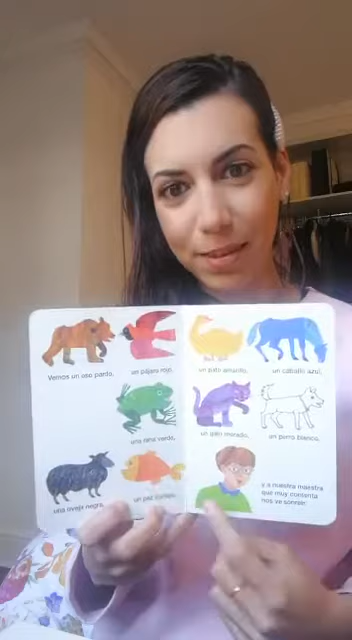 Vemos un oso pardo,
un pájaro rojo,
un pato amarillo,
un caballo azul,
una rana verde,
un gato morado,
un perro blanco,
una oveja negra,
un pez dorado
y a nuestra maestra
que muy contenta
nos ve sonreír.